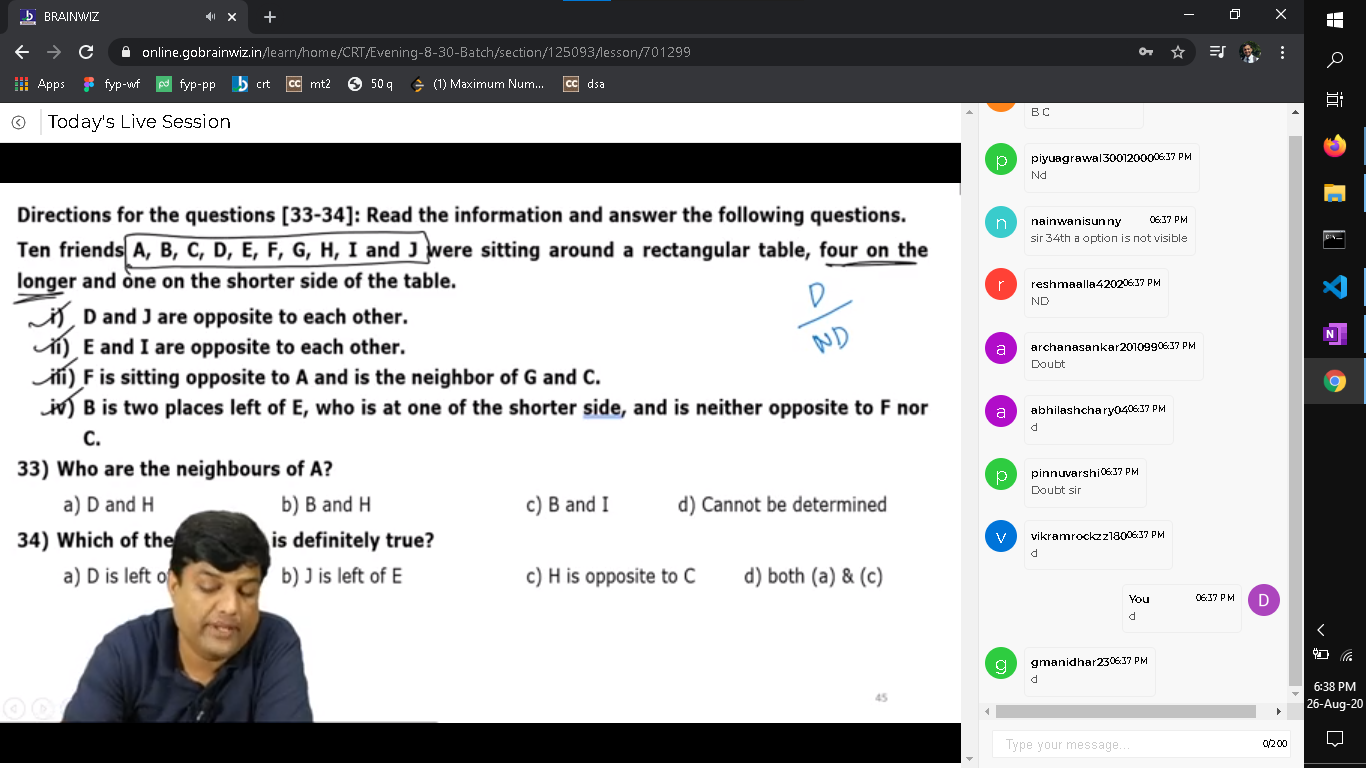 BRAINWIZ
online.gobrainwiz.in/learn/home/CRT/Evening-8-30-Batch/section/125093/lesson/701299
Apps fyp-wf fyp-pp crt CC mt2 50 q (1) Maximum Num... CC dsa
Today's Live Session
Directions for the questions [33-34]: Read the information and answer the following questions.
Ten friends A, B, C, D, E, F, G, H, I and J were sitting around a rectangular table, four on the
longer and one on the shorter side of the table.
i) D and J are opposite to each other.
ii) E and I are opposite to each other.
iii) F is sitting opposite to A and is the neighbor of G and C.
iv) B is two places left of E, who is at one of the shorter side, and is neither opposite to F nor
C.
D
ND
33) Who are the neighbours of A?
a) D and H b) B and H c) B and I d) Cannot be determined
34) Which of the is definitely true?
a) D is left o b) J is left of E c) H is opposite to C d) both (a) & (c)
45
B C
p
piyuagrawal30012000 06:37 PM
Nd
n
nainwanisunny 06:37 PM
sir 34th a option is not visible
r
reshmaalla4202 06:37 PM
ND
a
archanasankar201099 06:37 PM
Doubt
a
abhilashchary04 06:37 PM
d
p
pinnuvarshi 06:37 PM
Doubt sir
v
vikramrockzz180 06:37 PM
d
You 06:37 PM
d
D
g
gmanidhar23 06:37 PM
d
Type your message... 0/200
6:38 PM
26-Aug-20